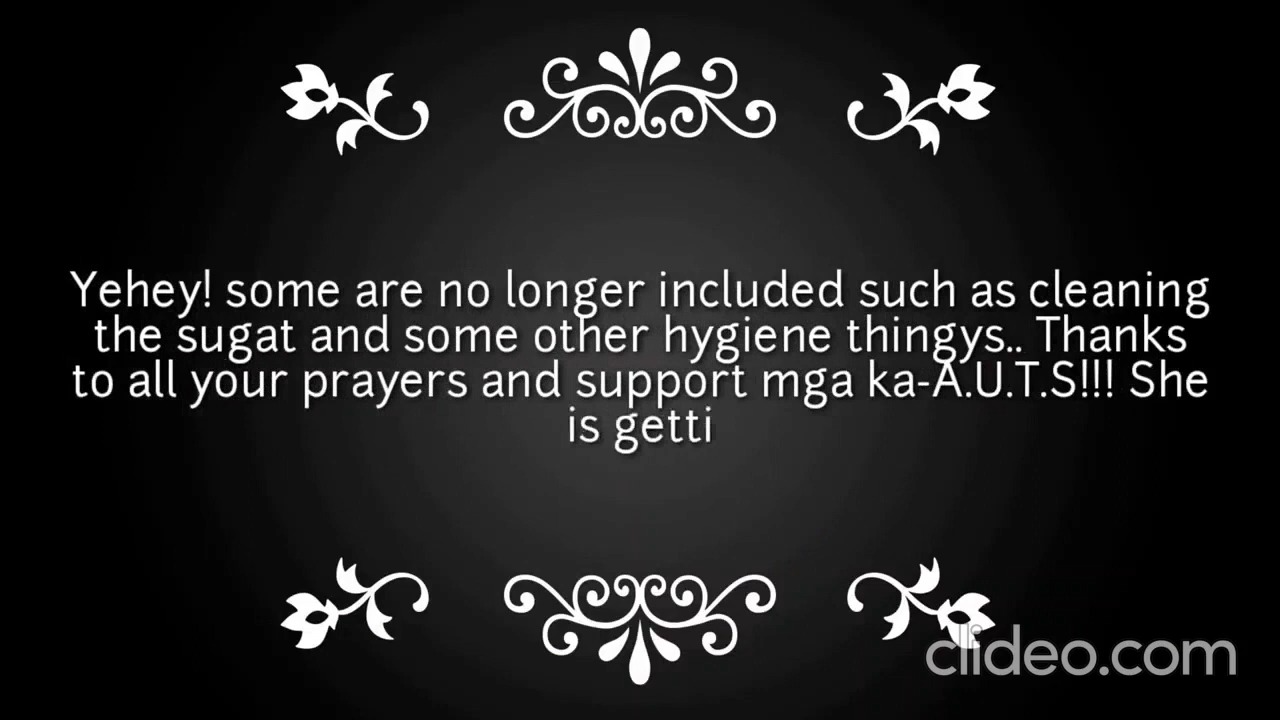 Yehey! some are no longer included such as cleaning
the sugat and some other hygiene thingys.. Thanks
to all your prayers and support mga ka-A.U.T.S!!! She
is getti
clideo.com